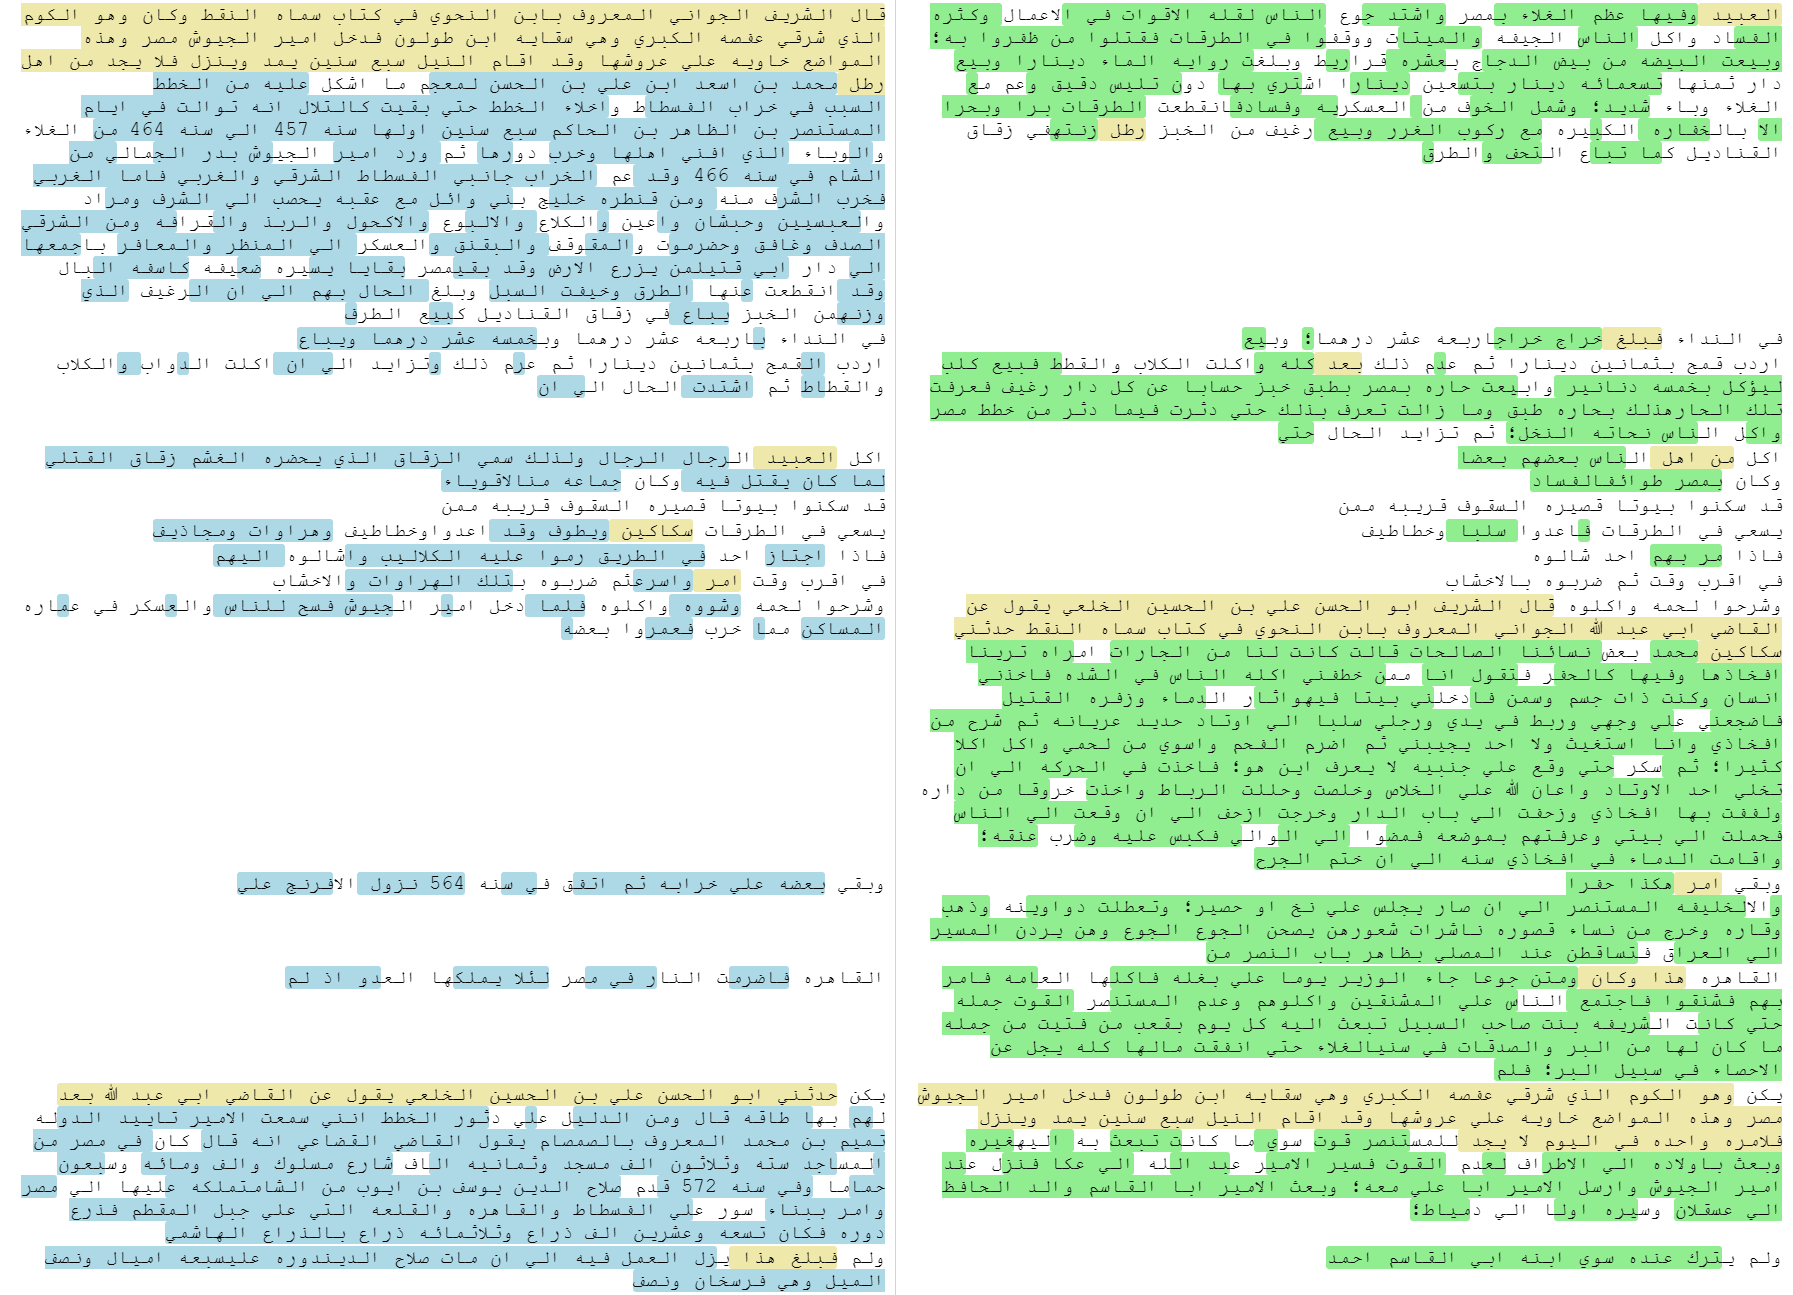 العبيد وفيها عظم الغلاء بمصر واشتد جوع الناس لقله الاقوات في الاعمال وكثره
الفساد واكل الناس الجيفه والميتات ووقفوا في الطرقات فقتلوا من ظفروا به؛
وبيعت البيضه من بيض الدجاج بعشره قراريط وبلغت روايه الماء دينارا وبيع
دار ثمنها تسعمائه دينار بتسعين دينارا اشتري بها دون تليس دقيق وعم مع
الغلاء وباء شديد؛ وشمل الخوف من العسكريه وفسادفانقطعت الطرقات برا وبحرا
الا بالخفاره الكبيره مع ركوب الغرر وبيع رغيف من الخبز رطل زنتهفي زقاق
القناديل كما تباع التحف والطرق
في النداء فبلغ خراج خراجاربعه عشر درهما؛ وبيع
اردب قمح بثمانين دينارا ثم عدم ذلك بعد كله واكلت الكلاب والقطط فبيع كلب
ليؤكل بخمسه دنانير وابيعت حاره بمصر بطبق خبز حسابا عن كل دار رغيف فعرفت
تلك الحارهذلك بحاره طبق وما زالت تعرف بذلك حتي دثرت فيما دثر من خطط مصر
واكل الناس نحاته النخل؛ ثم تزايد الحال حتي
اكل من اهل الناس بعضهم بعضا
وكان بمصر طوائفالفساد
قد سكنوا بيوتا قصيره السقوف قريبه ممن
يسعي في الطرقات فاعدوا سلبا وخطاطيف
فاذا مر بهم احد شالوه
في اقرب وقت ثم ضربوه بالاخشاب
وشرحوا لحمه واكلوه قال الشريف ابو الحسن علي بن الحسين الخلعي يقول عن
القاضي ابي عبد الله الجواني المعروف بابن النحوي في كتاب سماه النقط حدثني
سكاكين محمد بعض نسائنا الصالحات قالت كانت لنا من الجارات امراه ترينا
افخاذها وفيها كالحفر فتقول انا ممن خطفني اكله الناس في الشده فاخذني
انسان وكنت ذات جسم وسمن فادخلني بيتا فيهواثار الدماء وزفره القتيل
فاضجعني علي وجهي وربط في يدي ورجلي سلبا الي اوتاد حديد عريانه ثم شرح من
افخاذي وانا استغيث ولا احد يجيبني ثم اضرم الفحم واسوي من لحمي واكل اكلا
كثيرا؛ ثم سكر حتي وقع علي جنبيه لا يعرف اين هو؛ فاخذت في الحركه الي ان
تخلي احد الاوتاد واعان الله علي الخلاص وخلصت وحللت الرباط واخذت خروقا من داره
ولففت بها افخاذي وزحفت الي باب الدار وخرجت ازحف الي ان وقعت الي الناس
فحملت الي بيتي وعرفتهم بموضعه فمضوا الي الوالي فكبس عليه وضرب عنقه؛
واقامت الدماء في افخاذي سنه الي ان ختم الجرح
وبقي امر هكذا حفرا
والالخليفه المستنصر الي ان صار يجلس علي نخ او حصير؛ وتعطلت دواوينه وذهب
وقاره وخرج من نساء قصوره ناشرات شعورهن يصحن الجوع الجوع وهن يردن المسير
الي العراق فتساقطن عند المصلي بظاهر باب النصر من
القاهره هذا وكان ومتن جوعا جاء الوزير يوما علي بغله فاكلها العامه فامر
بهم فشنقوا فاجتمع الناس علي المشنقين واكلوهم وعدم المستنصر القوت جمله
حتي كانت الشريفه بنت صاحب السبيل تبعث اليه كل يوم بقعب من فتيت من جمله
ما كان لها من البر والصدقات في سنيالغلاء حتي انفقت مالها كله يجل عن
الاحصاء في سبيل البر؛ فلم
يكن وهو الكوم الذي شرقي عفصه الكبري وهي سقايه ابن طولون فدخل امير الجيوش
مصر وهذه المواضع خاويه علي عروشها وقد اقام النيل سبع سنين يمد وينزل
فلامره واحده في اليوم لا يجد للمستنصر قوت سوي ما كانت تبعث به اليهغيره
وبعث باولاده الي الاطراف لعدم القوت فسير الامير عبد الله الي عكا فنزل عند
امير الجيوش وارسل الامير ابا علي معه؛ وبعث الامير ابا القاسم والد الحافظ
الي عسقلان وسيره اولا الي دمياط؛
ولم يترك عنده سوي ابنه ابي القاسم احمد
قال الشريف الجواني المعروف بابن النحوي في كتاب سماه النقط وكان وهو الكوم
الذي شرقي عفصه الكبري وهي سقايه ابن طولون فدخل امير الجيوش مصر وهذه
المواضع خاويه علي عروشها وقد اقام النيل سبع سنين يمد وينزل فلا يجد من اهل
رطل محمد بن اسعد ابن علي بن الحسن لمعجم ما اشكل عليه من الخطط
السبب في خراب الفسطاط واخلاء الخطط حتي بقيت كالتلال انه توالت في ايام
المستنصر بن الظاهر بن الحاكم سبع سنين اولها سنه 457 الي سنه 464 من الغلاء
والوباء الذي افني اهلها وخرب دورها ثم ورد امير الجيوش بدر الجمالي من
الشام في سنه 466 وقد عم الخراب جانبي الفسطاط الشرقي والغربي فاما الغربي
فخرب الشرف منه ومن قنطره خليج بني وائل مع عقبه يحصب الي الشرف ومراد
والعبسيين وحبشان واعين والكلاع والالبوع والاكحول والربذ والقرافه ومن الشرقي
الصدف وغافق وحضرموت والمقوقف والبقنق والعسكر الي المنظر والمعافر باجمعها
الي دار ابي قتيلمن يزرع الارض وقد بقيمصر بقايا يسيره ضعيفه كاسفه البال
وقد انقطعت عنها الطرق وخيفت السبل وبلغ الحال بهم الي ان الرغيف الذي
وزنهمن الخبز يباع في زقاق القناديل كبيع الطرف
في النداء باربعه عشر درهما وبخمسه عشر درهما ويباع
اردب القمح بثمانين دينارا ثم عرم ذلك وتزايد الي ان اكلت الدواب والكلاب
والقطاط ثم اشتدت الحال الي ان
اكل العبيد الرجال الرجال ولذلك سمي الزقاق الذي يحضره الغشم زقاق القتلي
لما كان يقتل فيه وكان جماعه منالاقوياء
قد سكنوا بيوتا قصيره السقوف قريبه ممن
يسعي في الطرقات سكاكين ويطوف وقد اعدواوخطاطيف وهراوات ومجاذيف
فاذا اجتاز احد في الطريق رموا عليه الكلاليب واشالوه اليهم
في اقرب وقت امر واسرعثم ضربوه بتلك الهراوات والاخشاب
وشرحوا لحمه وشووه واكلوه فلما دخل امير الجيوش فسح للناس والعسكر في عماره
المساكن مما خرب فعمروا بعضه
وبقي بعضه علي خرابه ثم اتفق في سنه 564 نزول الافرنج علي
القاهره فاضرمت النار في مصر لئلا يملكها العدو اذ لم
يكن حدثني ابو الحسن علي بن الحسين الخلعي يقول عن القاضي ابي عبد الله بعد
لهم بها طاقه قال ومن الدليل علي دثور الخطط انني سمعت الامير تاييد الدوله
تميم بن محمد المعروف بالصمصام يقول القاضي القضاعي انه قال كان في مصر من
المساجد سته وثلاثون الف مسجد وثمانيه الاف شارع مسلوك والف ومائه وسبعون
حماما وفي سنه 572 قدم صلاح الدين يوسف بن ايوب من الشامتملكه عليها الي مصر
وامر ببناء سور علي الفسطاط والقاهره والقلعه التي علي جبل المقطم فذرع
دوره فكان تسعه وعشرين الف ذراع وثلاثمائه ذراع بالذراع الهاشمي
ولم فبلغ هذا يزل العمل فيه الي ان مات صلاح الديندوره عليسبعه اميال ونصف
الميل وهي فرسخان ونصف